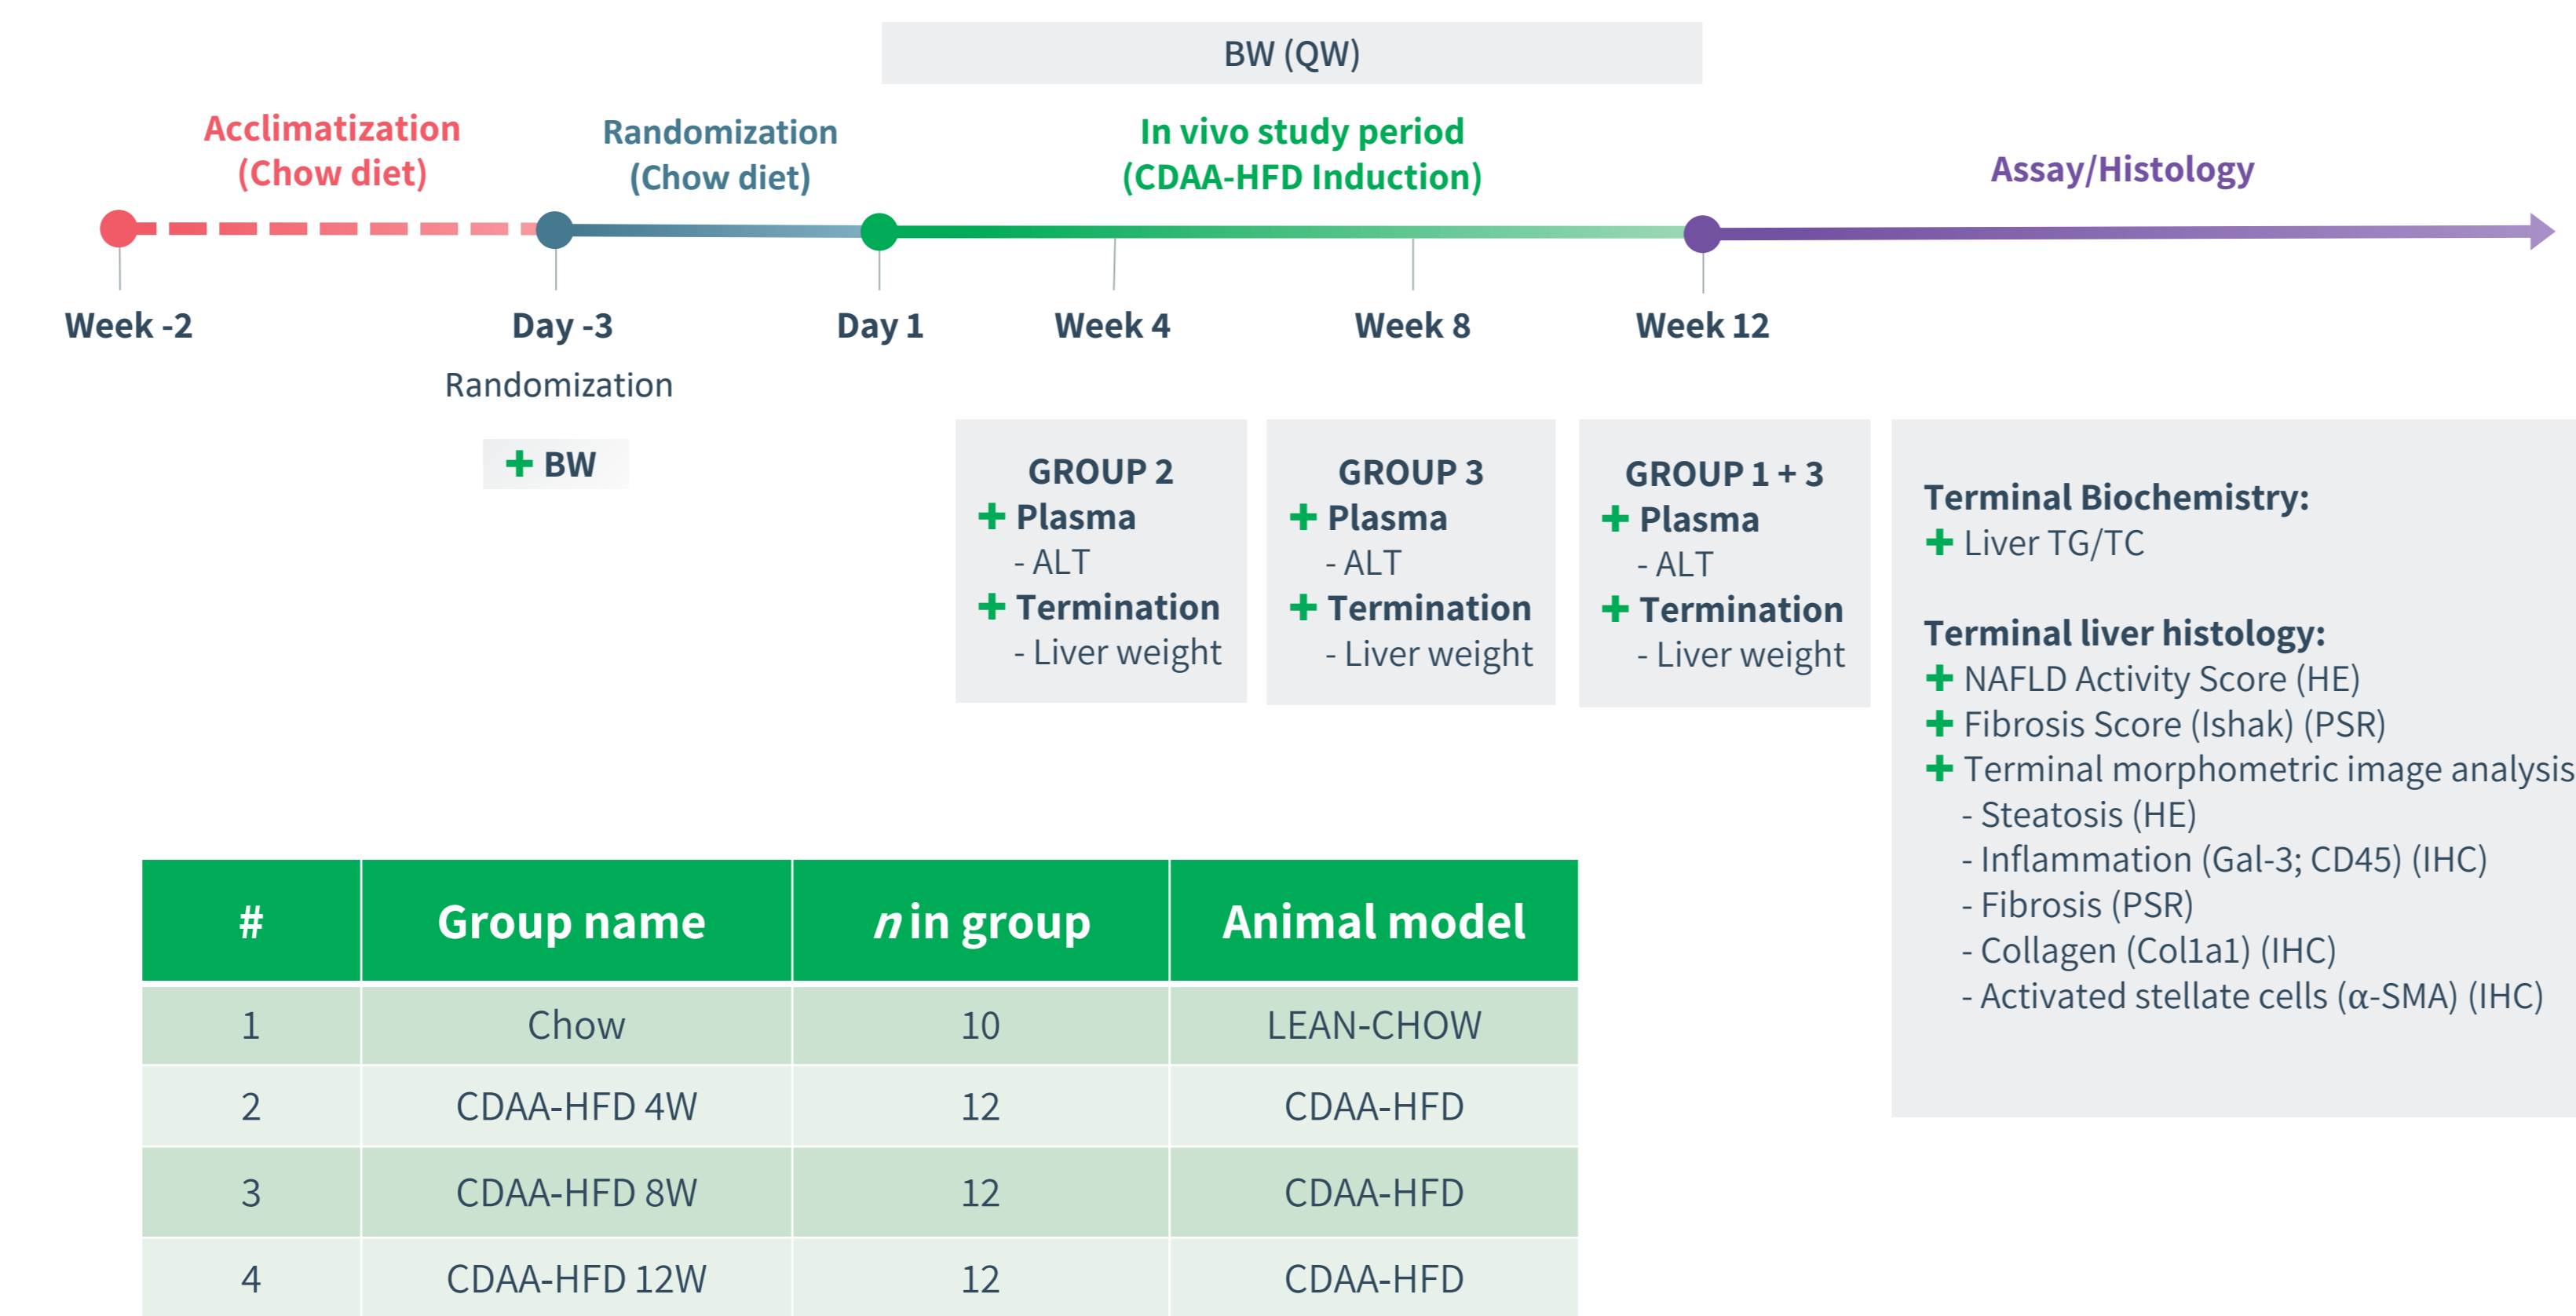 BW (QW)
Acclimatization
(Chow diet)
Randomization
(Chow diet)
In vivo study period
(CDAA-HFD Induction)
Assay/Histology
Week -2
Day -3
Day 1
Week 4
Week 8
Week 12
Randomization
+ BW
GROUP 2
+ Plasma
- ALT
+ Termination
- Liver weight
GROUP 3
+ Plasma
- ALT
+ Termination
- Liver weight
GROUP 1 + 3
+ Plasma
- ALT
+ Termination
- Liver weight
Terminal Biochemistry:
+ Liver TG/TC
Terminal liver histology:
+ NAFLD Activity Score (HE)
+ Fibrosis Score (Ishak) (PSR)
+ Terminal morphometric image analysis
- Steatosis (HE)
- Inflammation (Gal-3; CD45) (IHC)
- Fibrosis (PSR)
- Collagen (Col1a1) (IHC)
- Activated stellate cells (α-SMA) (IHC)
# Group name n in group Animal model
1 Chow 10 LEAN-CHOW
2 CDAA-HFD 4W 12 CDAA-HFD
3 CDAA-HFD 8W 12 CDAA-HFD
4 CDAA-HFD 12W 12 CDAA-HFD